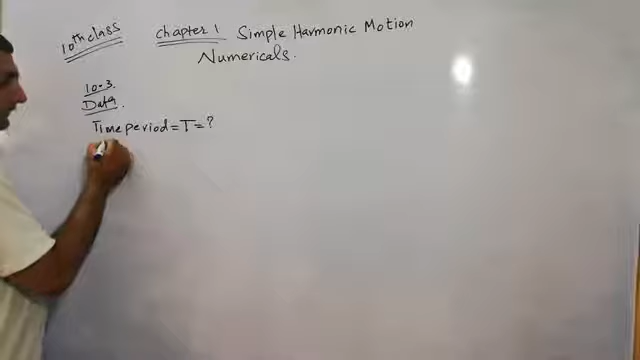 10th class chapter 1 Simple Harmonic Motion
Numericals.
10.3.
Data.
Time period = T = ?